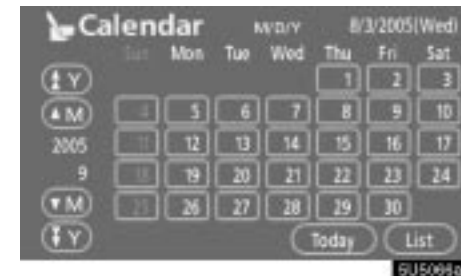 Calendar M/D/Y 8/3/2005(Wed)
Sun Mon Tue Wed Thu Fri Sat
Y 1 2 3
M 4 5 6 7 8 9 10
2005 11 12 13 14 15 16 17
9 18 19 20 21 22 23 24
M 25 26 27 28 29 30
Y Today List
5U5066a